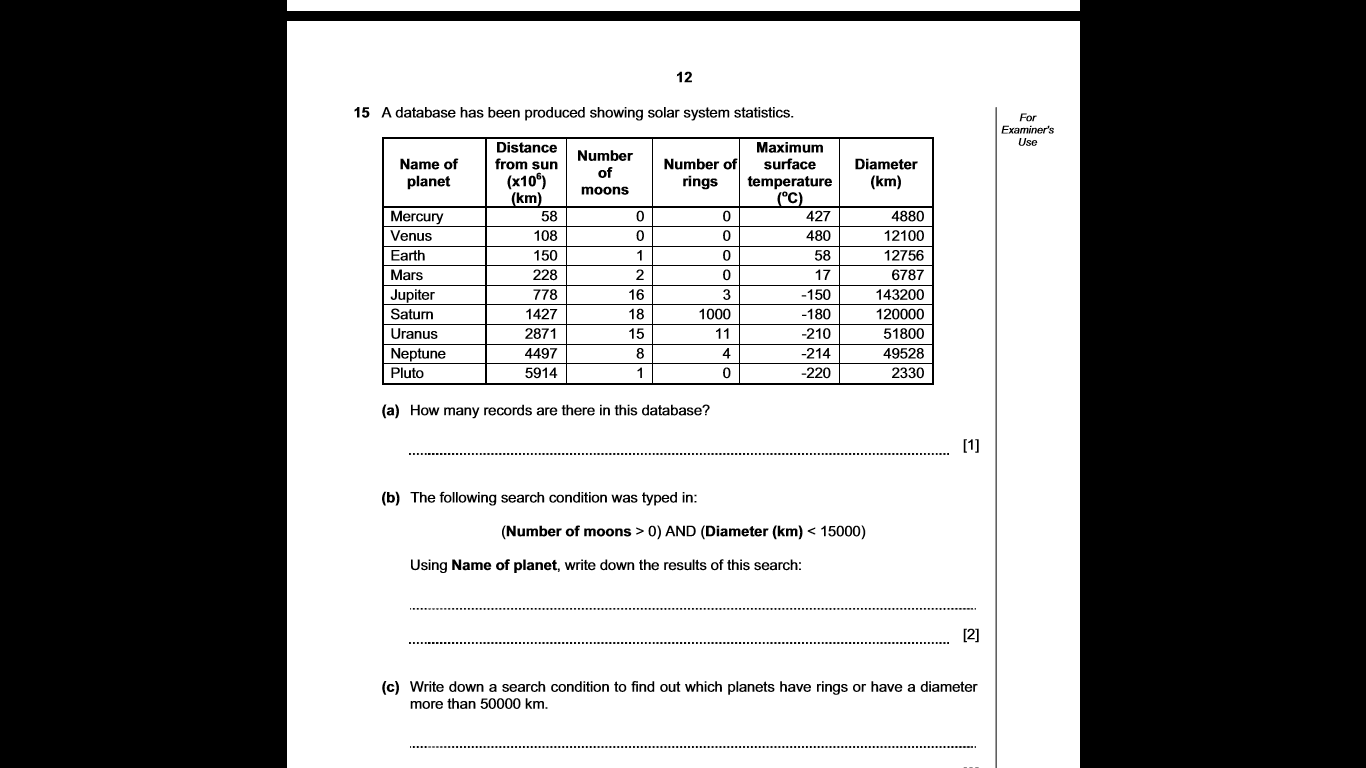 12
For
Examiner's
Use
15 A database has been produced showing solar system statistics.
Name of planet Distance from sun (x10⁶) (km) Number of moons Number of rings Maximum surface temperature (°C) Diameter (km)
Mercury 58 0 0 427 4880
Venus 108 0 0 480 12100
Earth 150 1 0 58 12756
Mars 228 2 0 17 6787
Jupiter 778 16 3 -150 143200
Saturn 1427 18 1000 -180 120000
Uranus 2871 15 11 -210 51800
Neptune 4497 8 4 -214 49528
Pluto 5914 1 0 -220 2330
(a) How many records are there in this database?
[1]
(b) The following search condition was typed in:
(Number of moons > 0) AND (Diameter (km) < 15000)
Using Name of planet, write down the results of this search:
[2]
(c) Write down a search condition to find out which planets have rings or have a diameter
more than 50000 km.